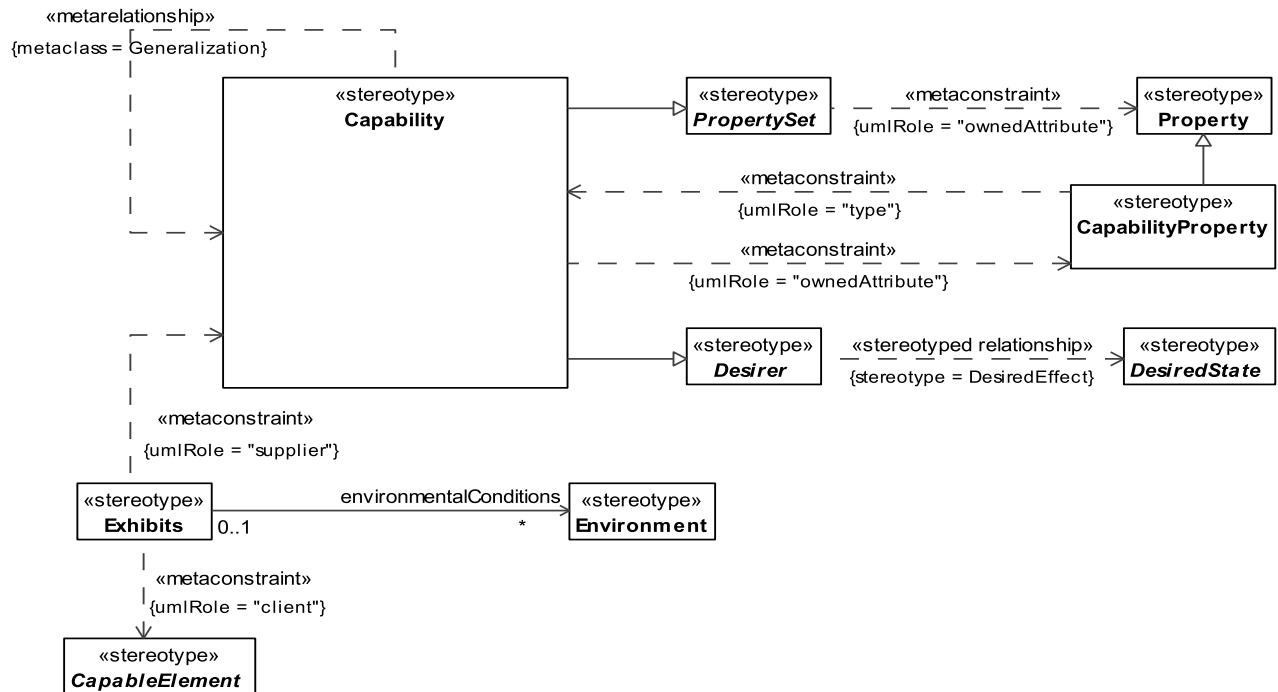 «metarelationship»
{metaclass = Generalization}
«stereotype»
Capability
«stereotype»
PropertySet
«metaconstraint»
{umlRole = "ownedAttribute"}
«stereotype»
Property
«metaconstraint»
{umlRole = "type"}
«stereotype»
CapabilityProperty
«metaconstraint»
{umlRole = "ownedAttribute"}
«stereotype»
Desirer
«stereotyped relationship»
{stereotype = DesiredEffect}
«stereotype»
DesiredState
«metaconstraint»
{umlRole = "supplier"}
«stereotype»
Exhibits
environmentalConditions
0..1
*
«stereotype»
Environment
«metaconstraint»
{umlRole = "client"}
«stereotype»
CapableElement